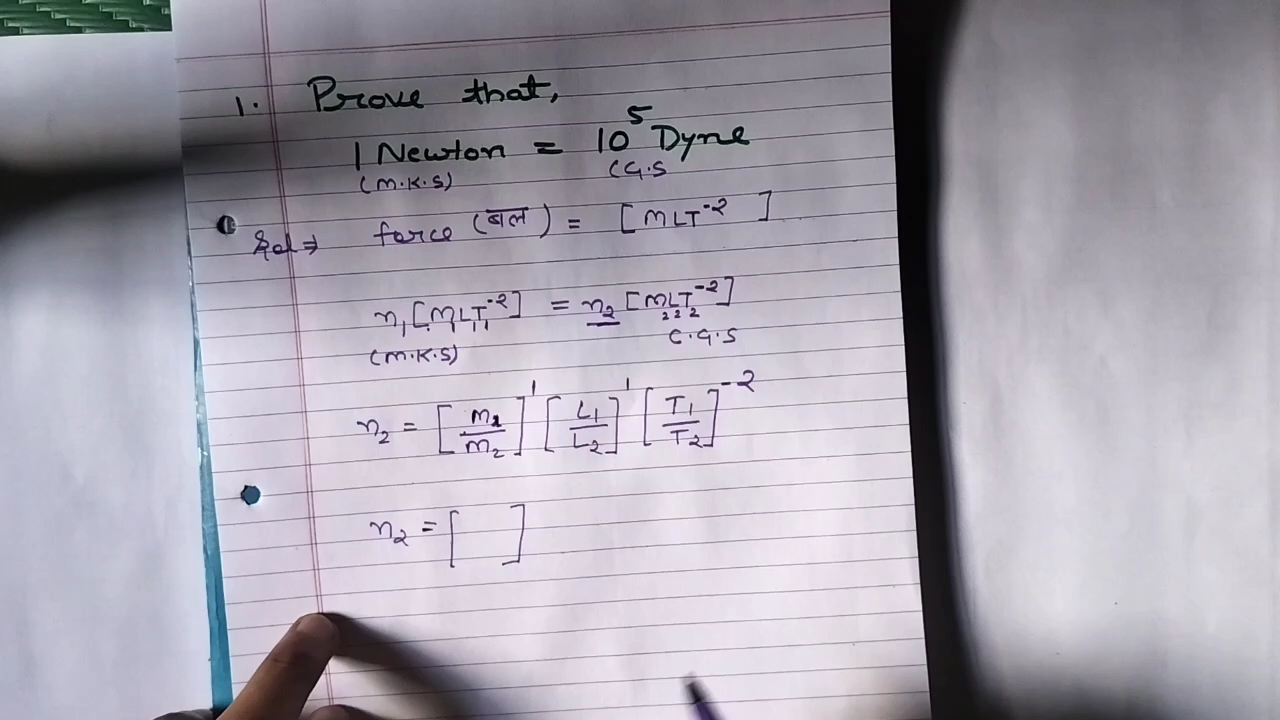 1. Prove that,
1 Newton = 10⁵ Dyne
(M.K.S) (G.S
Sol ⇒ force (बल) = [MLT⁻²]
n₁[M₁L₁T₁⁻²] = n₂[M₂L₂T₂⁻²]
(M.K.S) C.G.S
n₂ = [M₁/M₂]¹ [L₁/L₂]¹ [T₁/T₂]⁻²
n₂ = [ ]